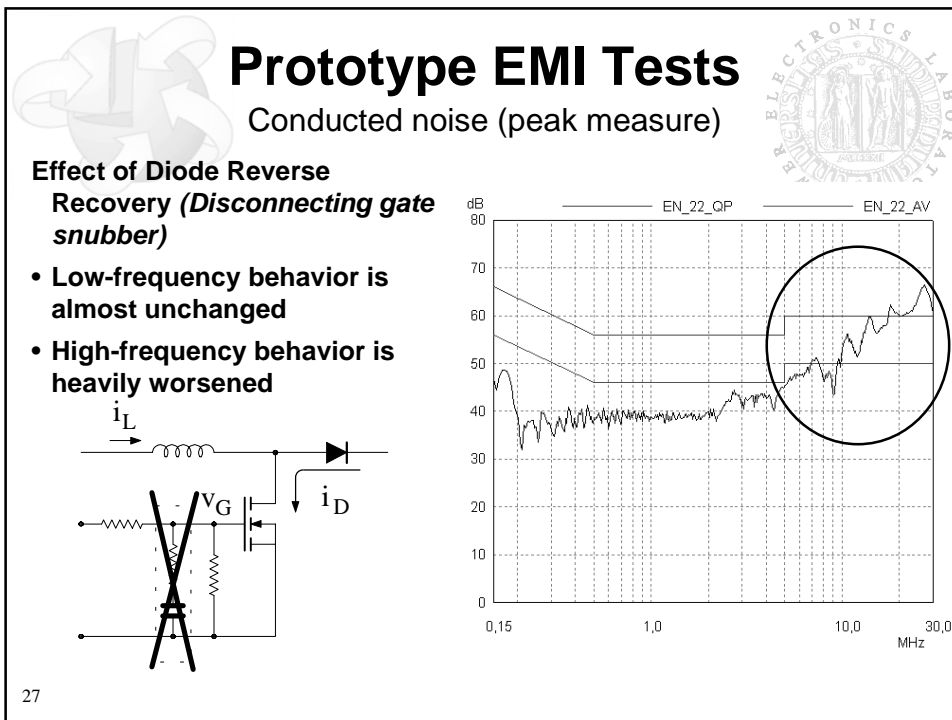 Prototype EMI Tests
Conducted noise (peak measure)
Effect of Diode Reverse
Recovery (Disconnecting gate
snubber)
• Low-frequency behavior is
almost unchanged
• High-frequency behavior is
heavily worsened
i_L
v_G
i_D
dB
EN_22_QP
EN_22_AV
80
70
60
50
40
30
20
10
0
0,15
1,0
10,0
30,0
MHz
27